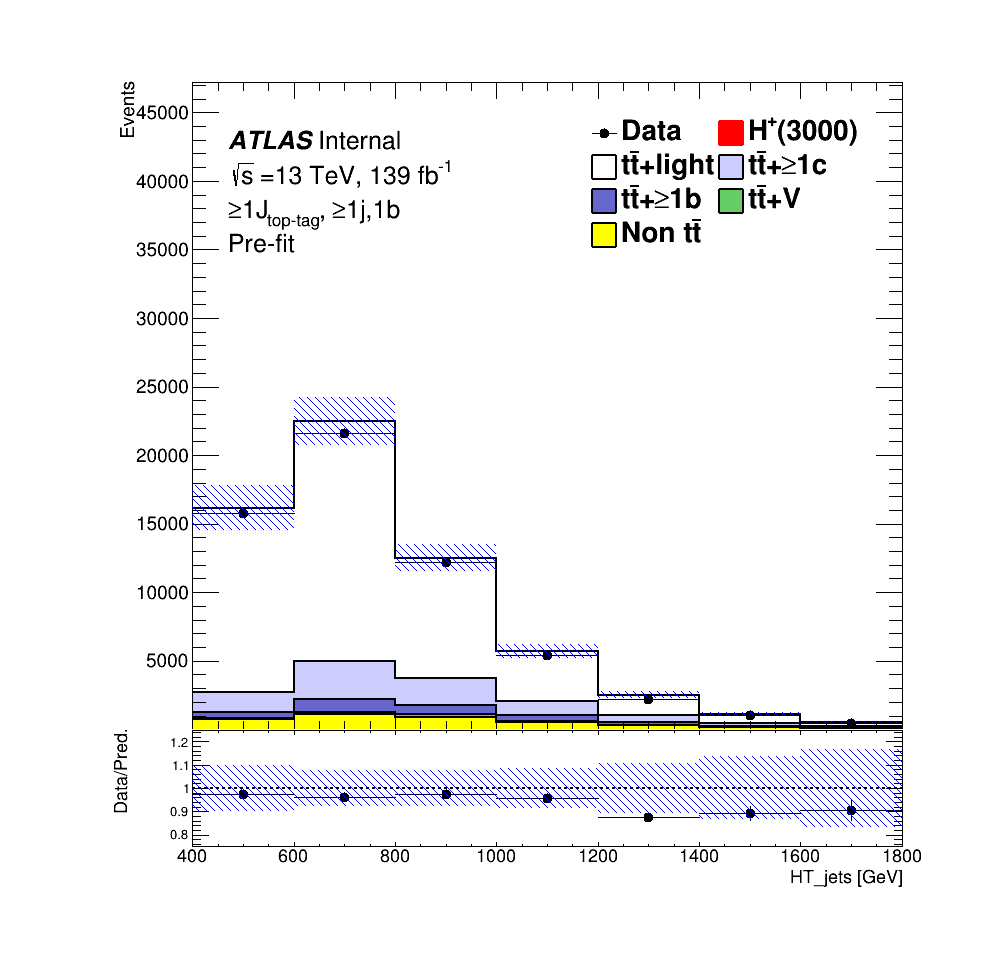 Events
45000
40000
35000
30000
25000
20000
15000
10000
5000
ATLAS Internal
√s =13 TeV, 139 fb⁻¹
≥1J_top-tag, ≥1j,1b
Pre-fit
Data
H⁺(3000)
tt̄+light
tt̄+≥1c
tt̄+≥1b
tt̄+V
Non tt̄
Data/Pred.
1.2
1.1
1
0.9
0.8
400 600 800 1000 1200 1400 1600 1800
HT_jets [GeV]